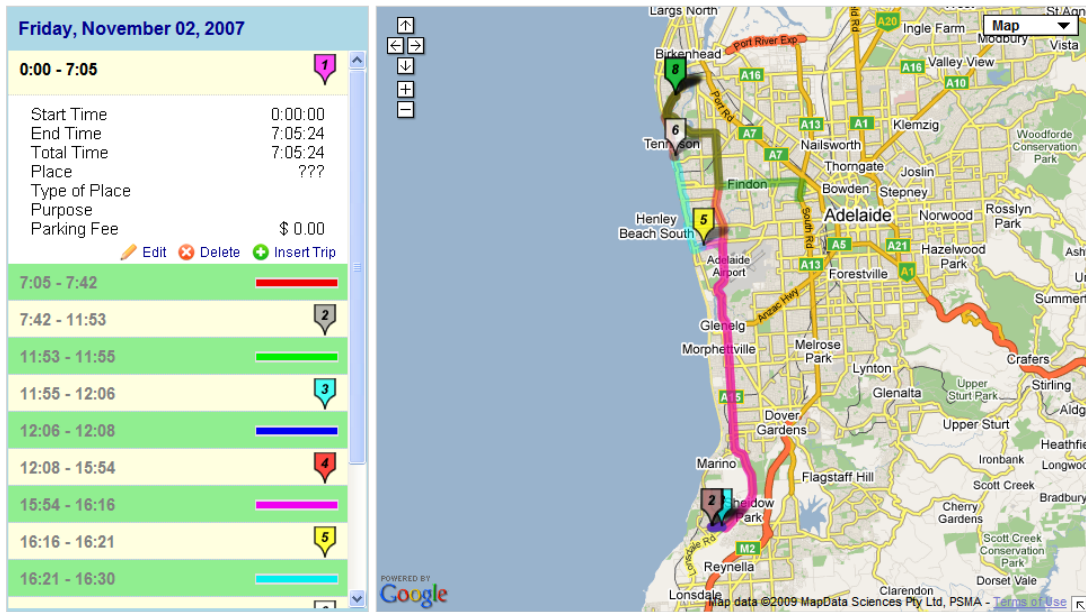 Friday, November 02, 2007
0:00 - 7:05
1
Start Time 0:00:00
End Time 7:05:24
Total Time 7:05:24
Place ???
Type of Place
Purpose
Parking Fee $ 0.00
Edit Delete Insert Trip
7:05 - 7:42
7:42 - 11:53
2
11:53 - 11:55
11:55 - 12:06
3
12:06 - 12:08
12:08 - 15:54
4
15:54 - 16:16
16:16 - 16:21
5
16:21 - 16:30
Map
Largs North
Ingle Farm
Modbury
Vista
Birkenhead
Port River Exp
A20
A16
A16
A10
Valley View
8
Port Rd
A13
A1
Klemzig
Woodforde
Conservation
Park
6
A7
A7
Nailsworth
Thorngate
Joslin
Findon
Bowden
Stepney
Henley
Beach South
5
South Rd
Adelaide
Norwood
Rosslyn
Park
A5
A21
Hazelwood
Park
Adelaide
Airport
A13
Forestville
A1
Anzac Hwy
Glenelg
Morphettville
Melrose
Park
Lynton
Crafers
Stirling
Glenalta
Upper
Sturt Park
A15
Dover
Gardens
Upper Sturt
Ironbank
Marino
Flagstaff Hill
Scott Creek
Cherry
Gardens
2
Sheidow
Park
Lonsdale Rd
M2
Reynella
Scott Creek
Conservation
Park
Dorset Vale
Lonsdale
Clarendon
POWERED BY
Google
Map data ©2009 MapData Sciences Pty Ltd, PSMA - Terms of Use